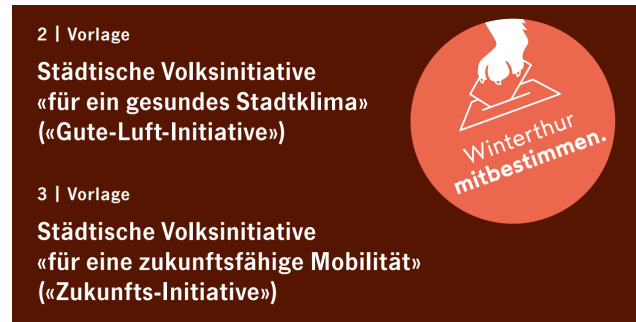 2 | Vorlage
Städtische Volksinitiative
«für ein gesundes Stadtklima»
(«Gute-Luft-Initiative»)
3 | Vorlage
Städtische Volksinitiative
«für eine zukunftsfähige Mobilität»
(«Zukunfts-Initiative»)
Winterthur
mitbestimmen.